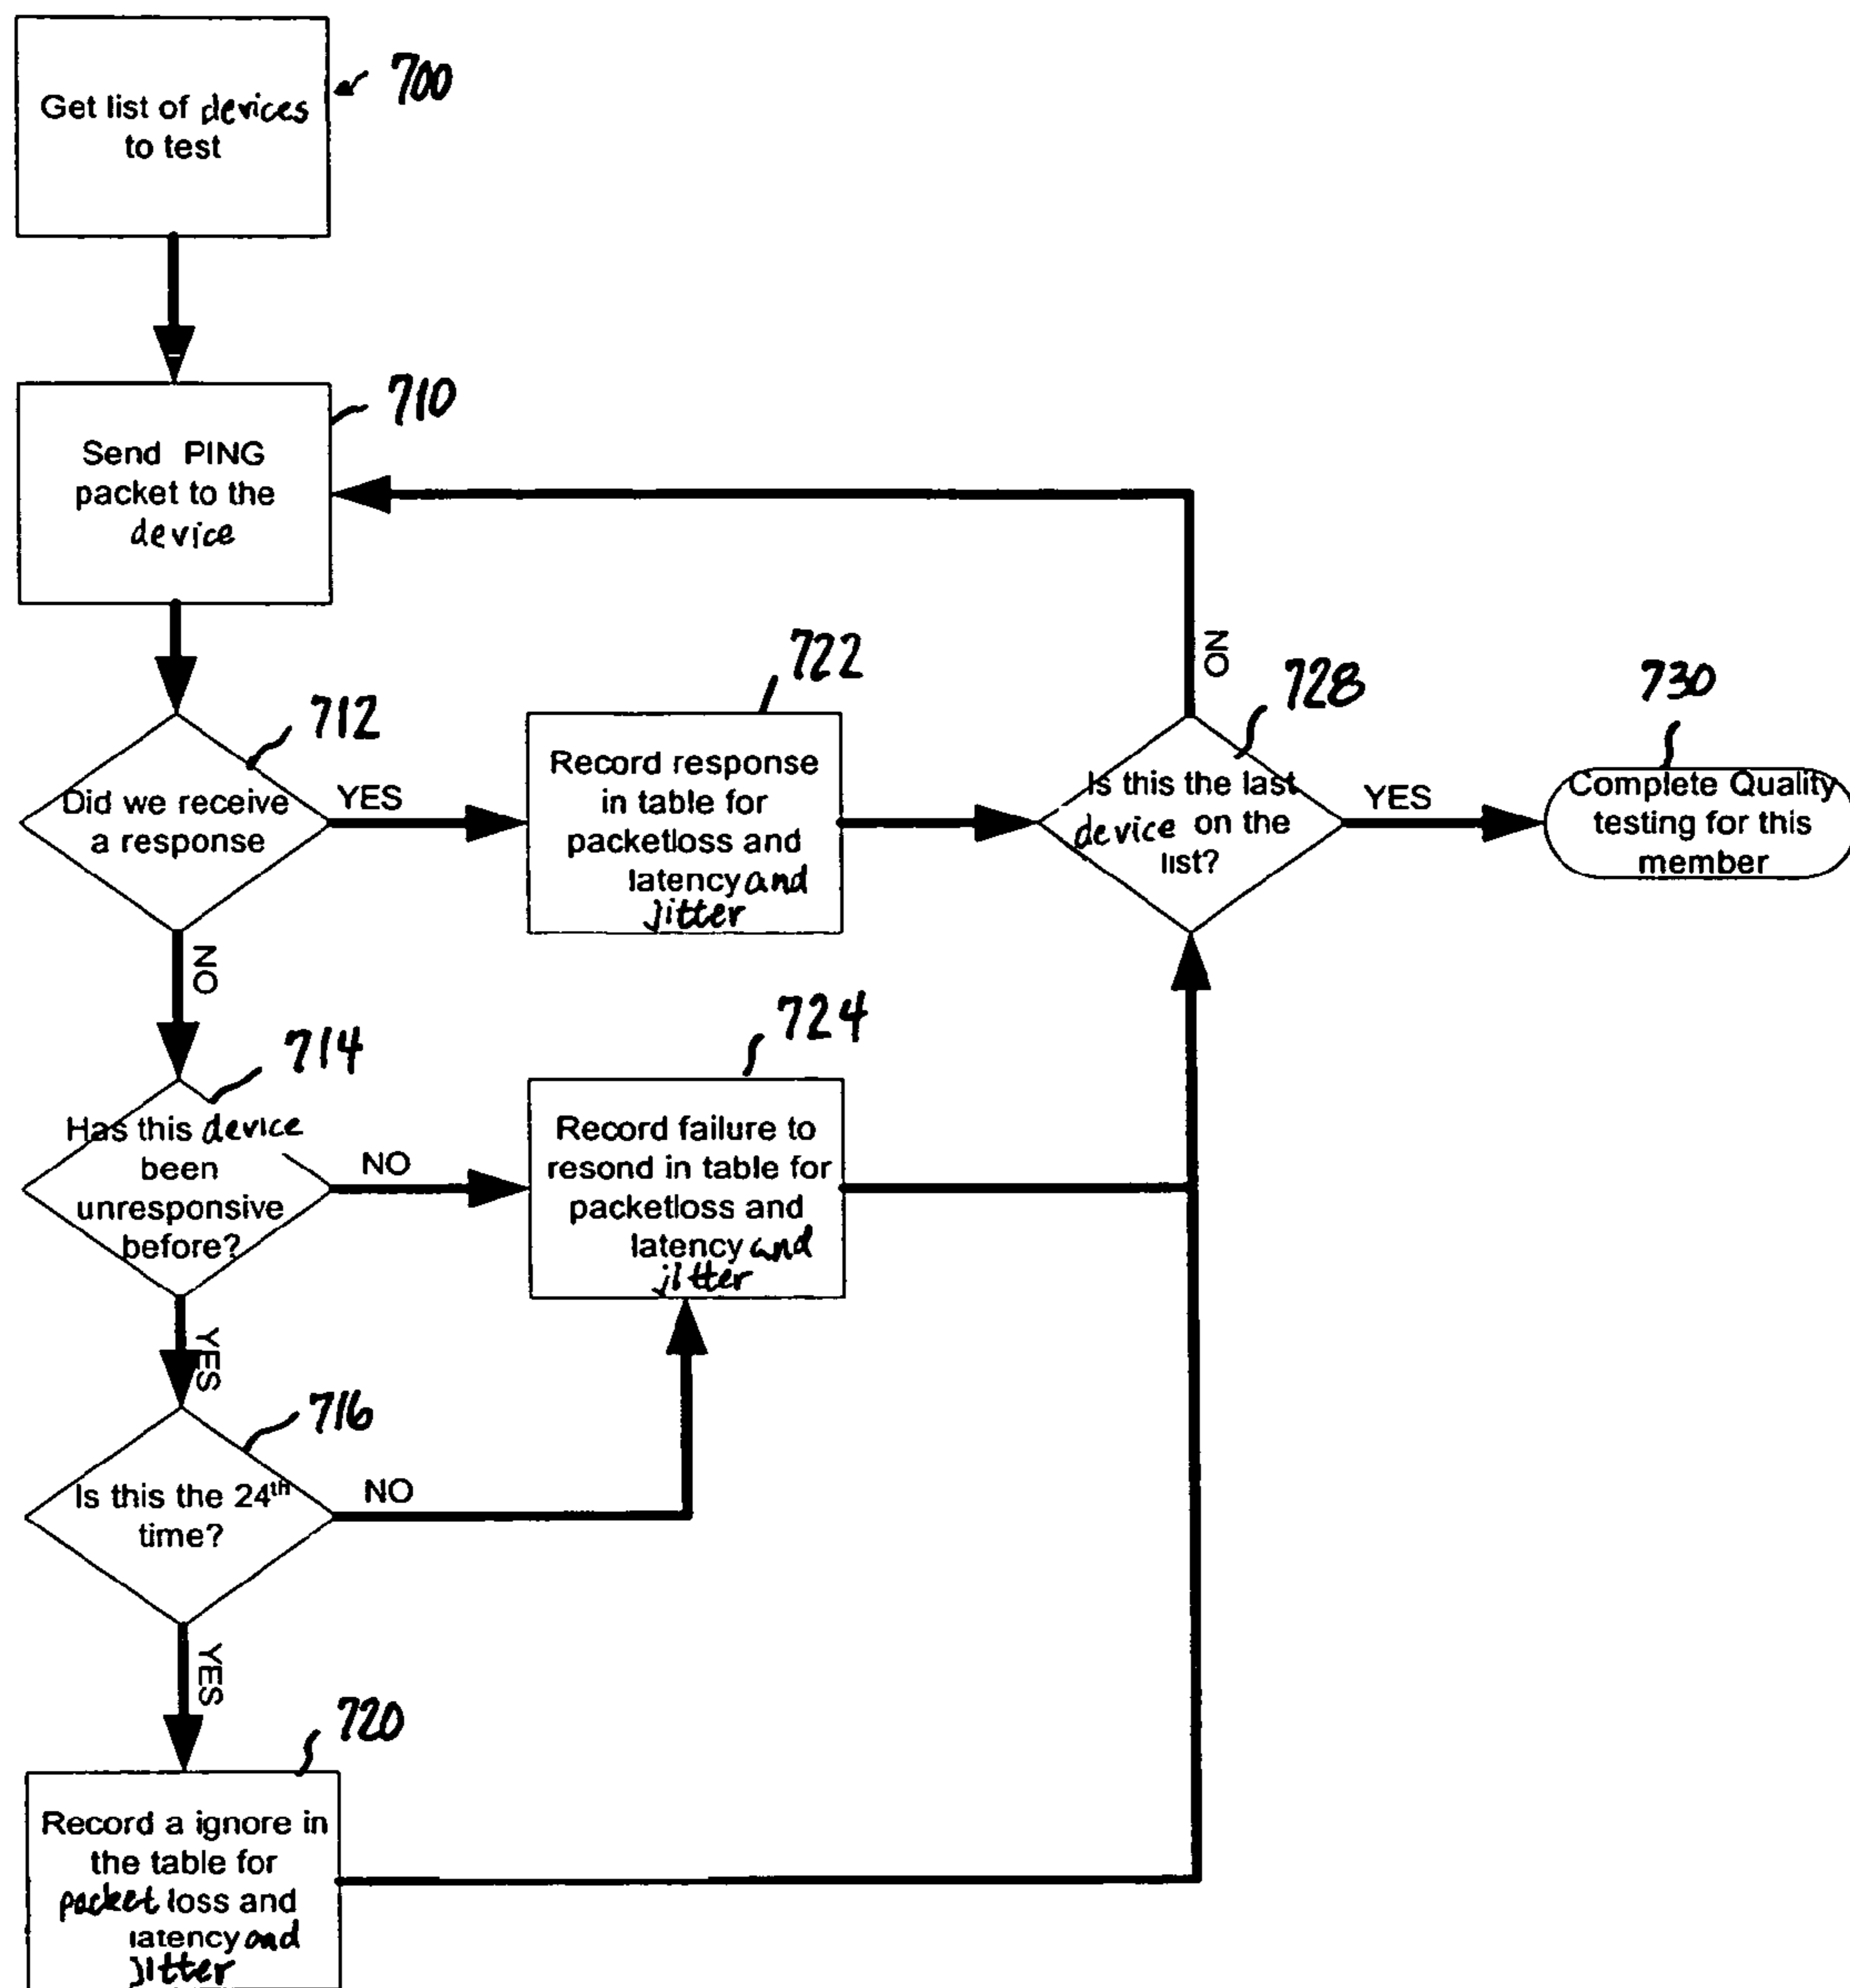 Get list of devices
to test
700
Send PING
packet to the
device
710
Did we receive
a response
712
YES
NO
Record response
in table for
packetloss and
latency and
jitter
722
Is this the last
device on the
list?
728
NO
YES
Complete Quality
testing for this
member
730
Has this device
been
unresponsive
before?
714
NO
YES
Record failure to
resond in table for
packetloss and
latency and
jitter
724
Is this the 24th
time?
716
NO
YES
Record a ignore in
the table for
packet loss and
latency and
jitter
720